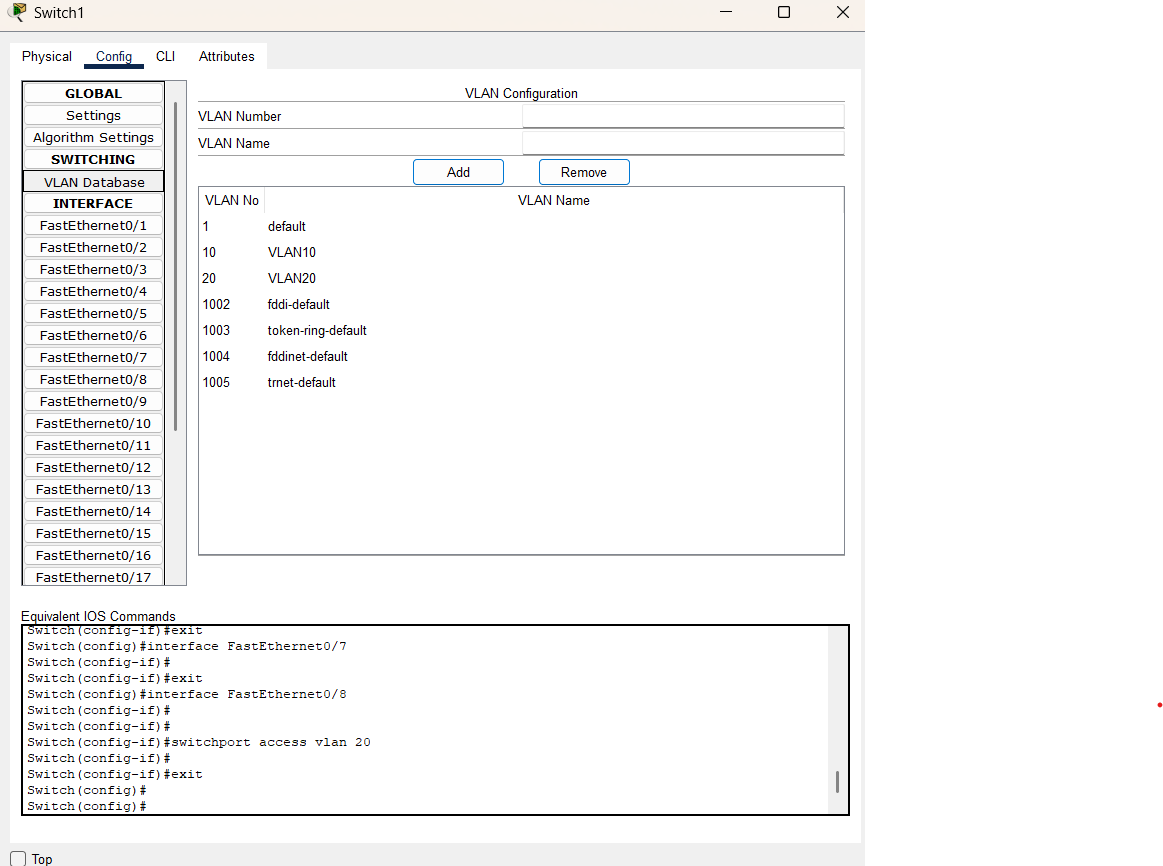 Switch1
Physical Config CLI Attributes
GLOBAL
Settings
Algorithm Settings
SWITCHING
VLAN Database
INTERFACE
FastEthernet0/1
FastEthernet0/2
FastEthernet0/3
FastEthernet0/4
FastEthernet0/5
FastEthernet0/6
FastEthernet0/7
FastEthernet0/8
FastEthernet0/9
FastEthernet0/10
FastEthernet0/11
FastEthernet0/12
FastEthernet0/13
FastEthernet0/14
FastEthernet0/15
FastEthernet0/16
FastEthernet0/17
VLAN Configuration
VLAN Number
VLAN Name
Add Remove
VLAN No VLAN Name
1 default
10 VLAN10
20 VLAN20
1002 fddi-default
1003 token-ring-default
1004 fddinet-default
1005 trnet-default
Equivalent IOS Commands
Switch(config-if)#exit
Switch(config)#interface FastEthernet0/7
Switch(config-if)#
Switch(config-if)#exit
Switch(config)#interface FastEthernet0/8
Switch(config-if)#
Switch(config-if)#
Switch(config-if)#switchport access vlan 20
Switch(config-if)#
Switch(config-if)#exit
Switch(config)#
Switch(config)#
Top